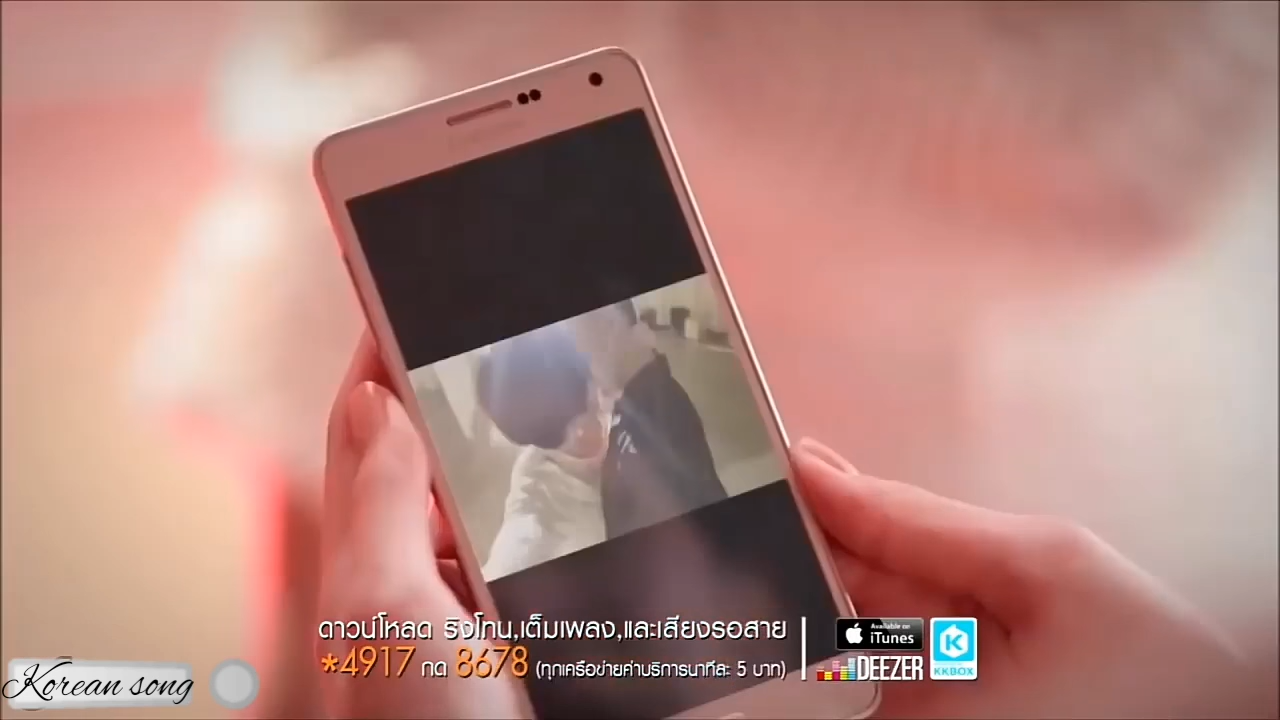 ดาวน์โหลด ริงโทน,เต็มเพลง,และเสียงรอสาย
*4917 กด 8678 (ทุกเครือข่ายค่าบริการนาทีละ 5 บาท)
Available on
iTunes
DEEZER
KKBOX
Korean song